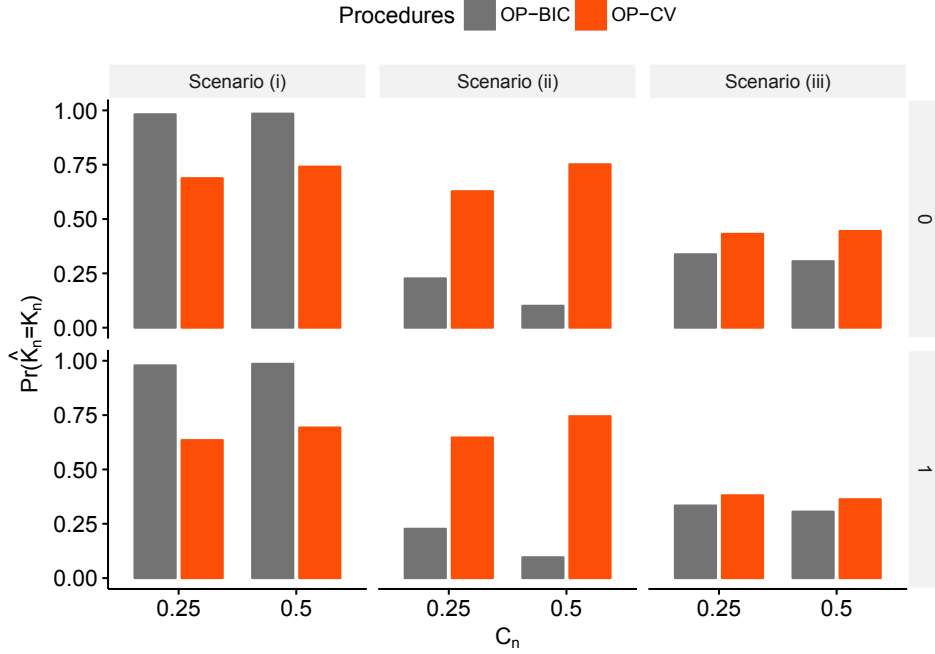 Procedures OP−BIC OP−CV
Scenario (i) Scenario (ii) Scenario (iii)
1.00
0.75
0.50
0.25
0.00
0
Pr(K̂n=Kn)
1.00
0.75
0.50
0.25
0.00
1
0.25 0.5 0.25 0.5 0.25 0.5
Cn